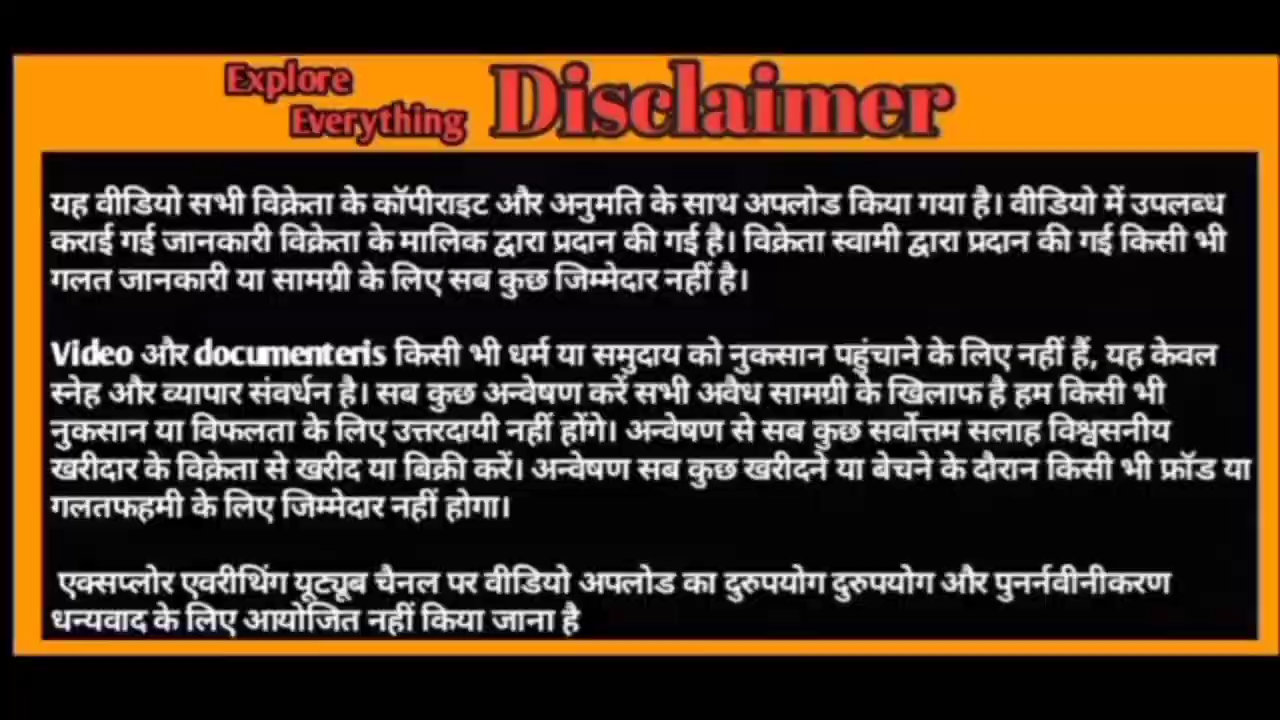 Explore
Everything
Disclaimer
यह वीडियो सभी विक्रेता के कॉपीराइट और अनुमति के साथ अपलोड किया गया है। वीडियो में उपलब्ध
कराई गई जानकारी विक्रेता के मालिक द्वारा प्रदान की गई है। विक्रेता स्वामी द्वारा प्रदान की गई किसी भी
गलत जानकारी या सामग्री के लिए सब कुछ जिम्मेदार नहीं है।
Video और documenteris किसी भी धर्म या समुदाय को नुकसान पहुंचाने के लिए नहीं हैं, यह केवल
स्नेह और व्यापार संवर्धन है। सब कुछ अन्वेषण करें सभी अवैध सामग्री के खिलाफ है हम किसी भी
नुकसान या विफलता के लिए उत्तरदायी नहीं होंगे। अन्वेषण से सब कुछ सर्वोत्तम सलाह विश्वसनीय
खरीदार के विक्रेता से खरीद या बिक्री करें। अन्वेषण सब कुछ खरीदने या बेचने के दौरान किसी भी फ्रॉड या
गलतफहमी के लिए जिम्मेदार नहीं होगा।
एक्सप्लोर एवरीथिंग यूट्यूब चैनल पर वीडियो अपलोड का दुरुपयोग दुरुपयोग और पुनर्नवीनीकरण
धन्यवाद के लिए आयोजित नहीं किया जाना है